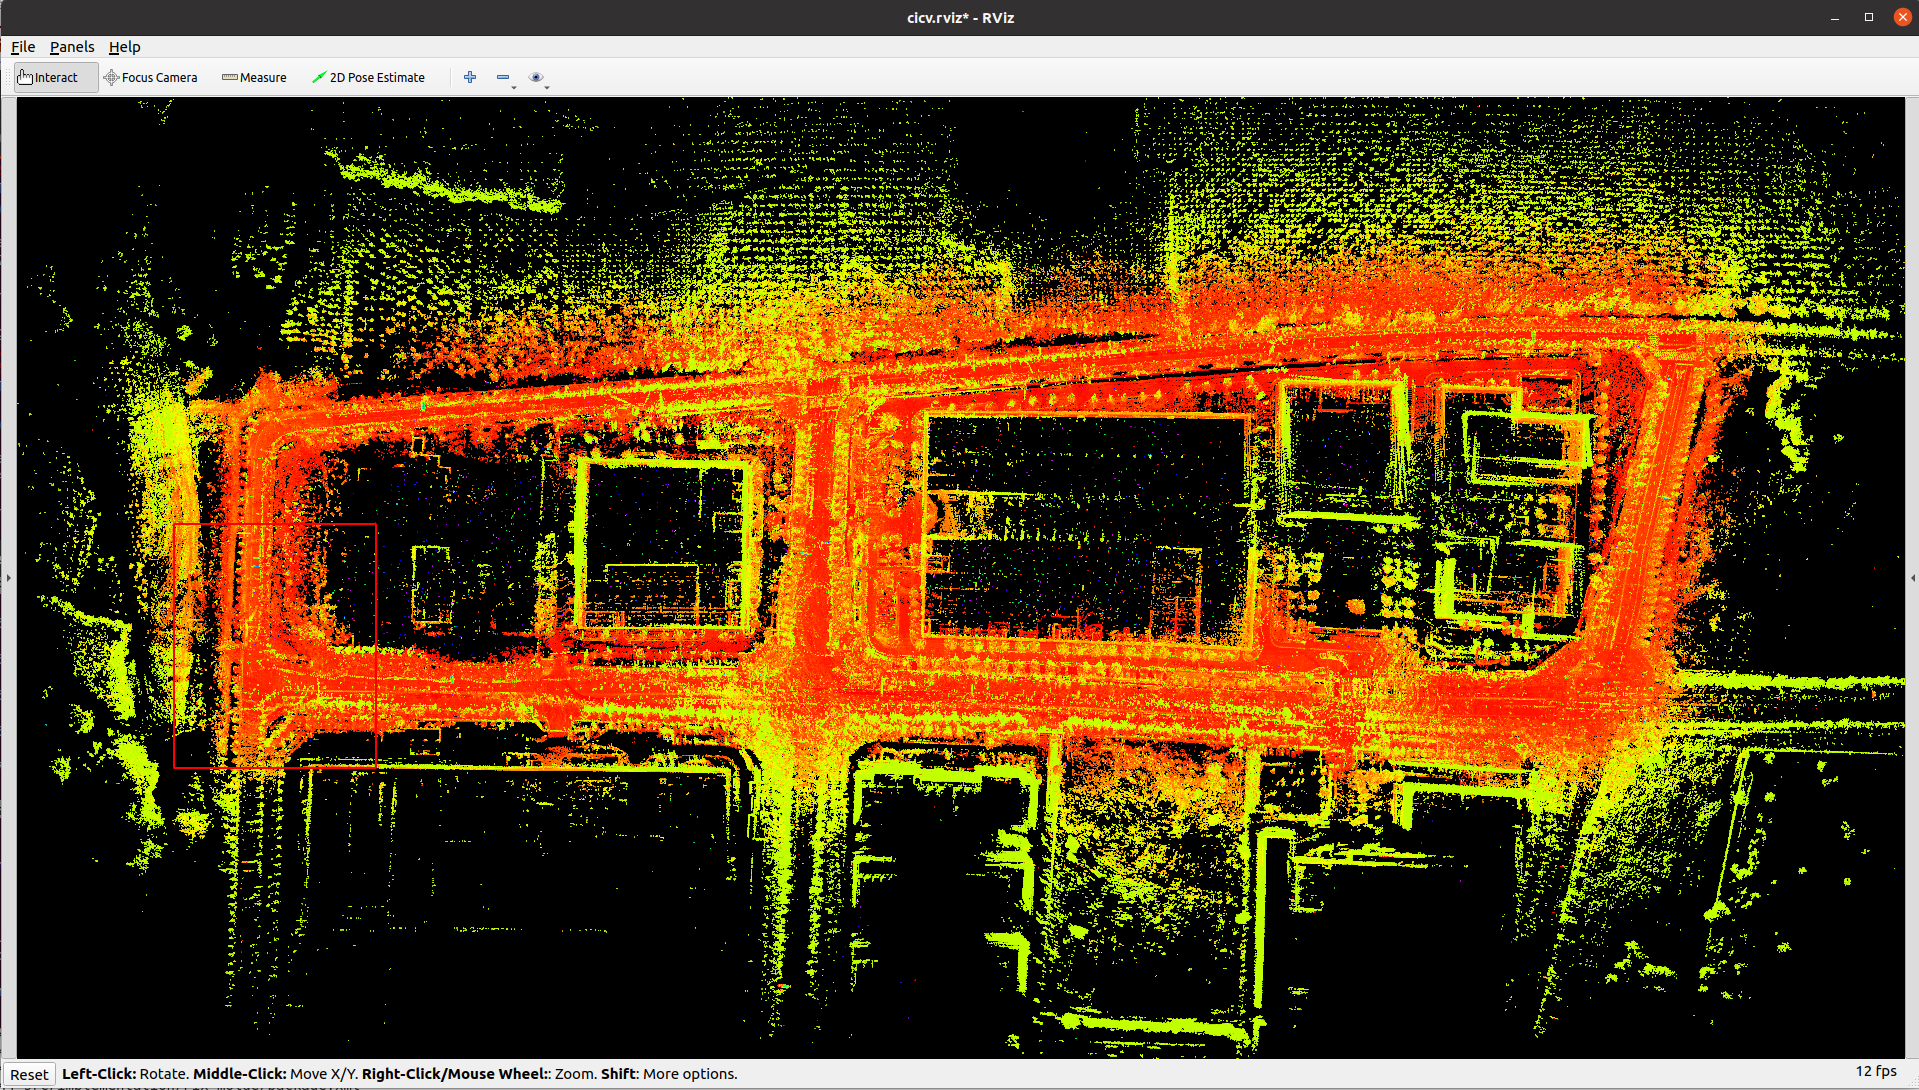 cicv.rviz* - RViz
File Panels Help
Interact Focus Camera Measure 2D Pose Estimate
Reset Left-Click: Rotate. Middle-Click: Move X/Y. Right-Click/Mouse Wheel:: Zoom. Shift: More options. 12 fps